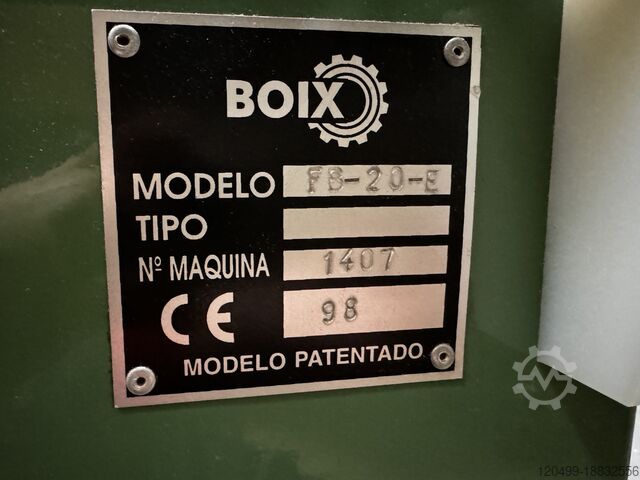 BOIX
MODELO FB-20-E
TIPO
Nº MAQUINA 1407
CE 98
MODELO PATENTADO
120499-18832556